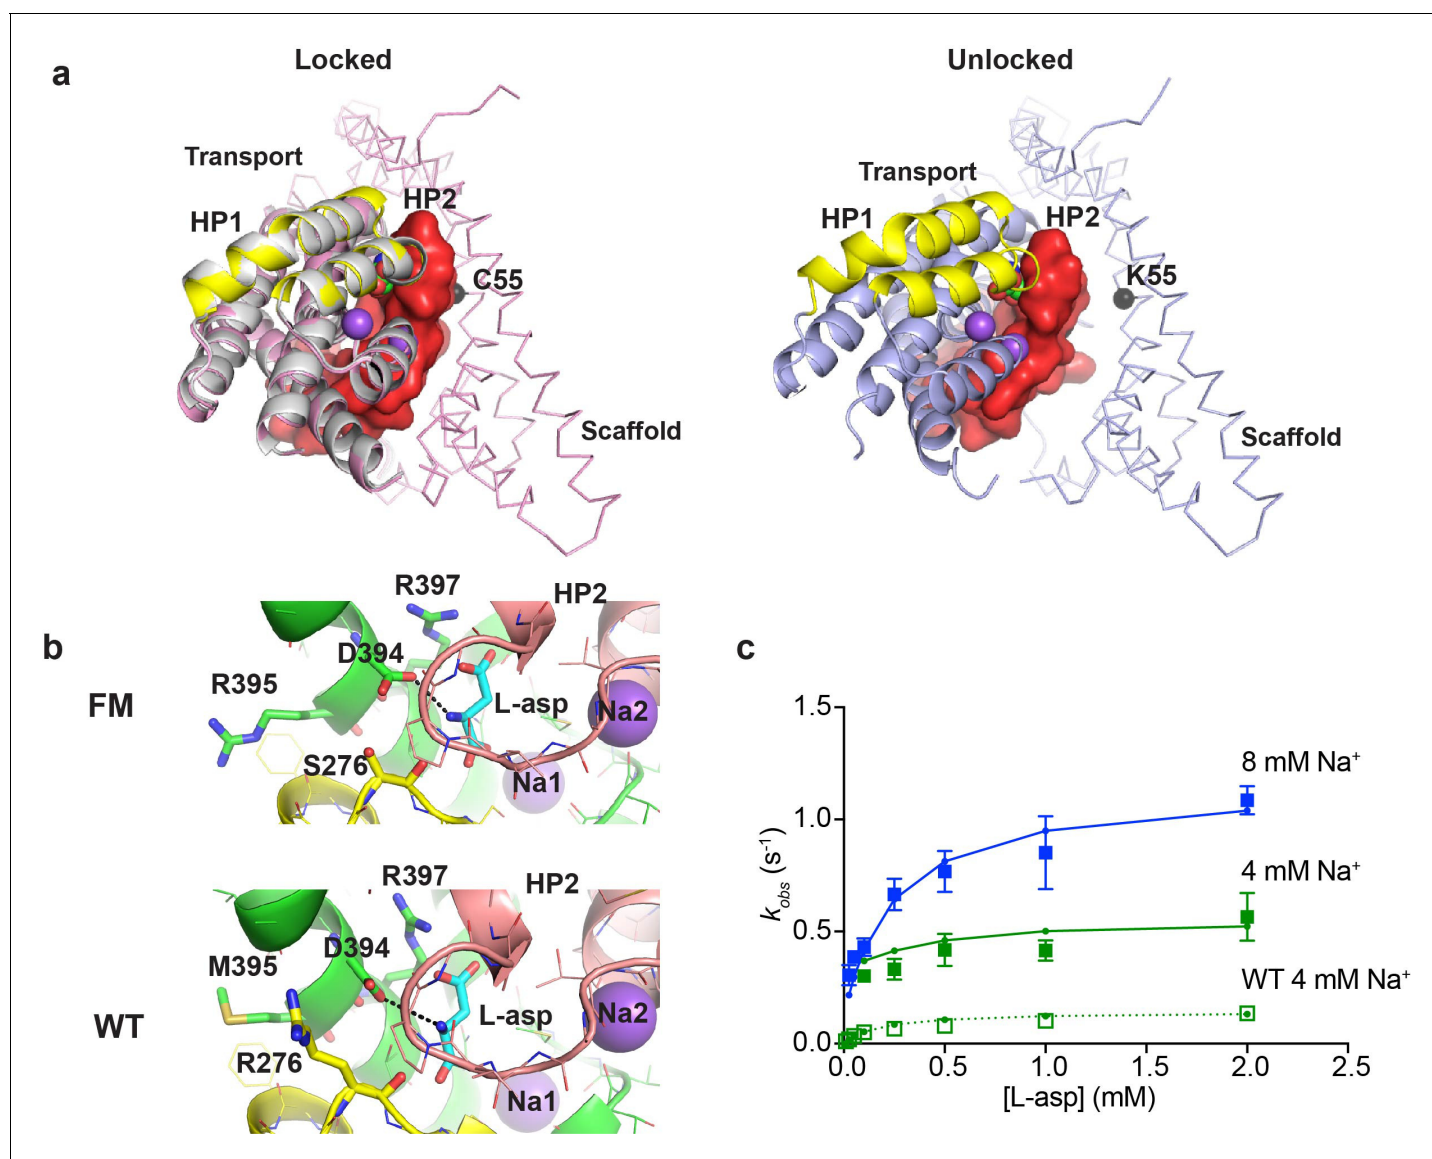 a
Locked
Unlocked
Transport
HP1
HP2
C55
Scaffold
Transport
HP1
HP2
K55
Scaffold
b
FM
R397
HP2
D394
R395
L-asp
Na2
S276
Na1
WT
R397
HP2
D394
M395
L-asp
Na2
R276
Na1
c
1.5
1.0
0.5
0.0
kobs (s-1)
8 mM Na+
4 mM Na+
WT 4 mM Na+
0.0 0.5 1.0 1.5 2.0 2.5
[L-asp] (mM)